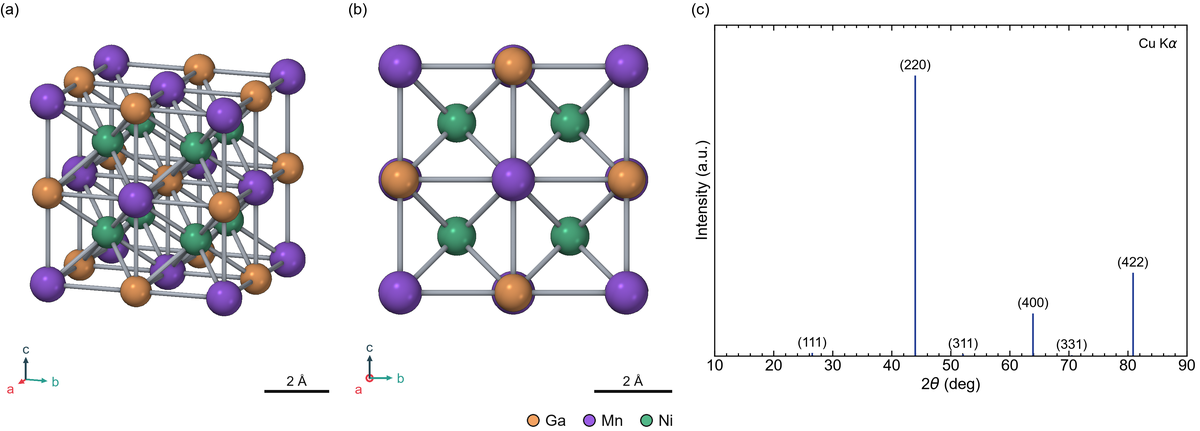 (a)
(b)
(c)
Cu Kα
(220)
(422)
(400)
(111)
(311)
(331)
Intensity (a.u.)
10 20 30 40 50 60 70 80 90
2θ (deg)
c
a
b
2 Å
c
a
b
2 Å
Ga Mn Ni